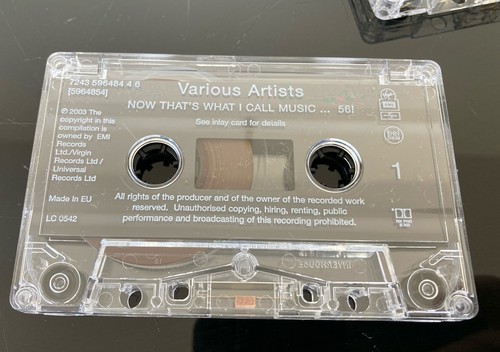 7243 596484 4 6
[5964854]
Various Artists
NOW THAT'S WHAT I CALL MUSIC ... 56!
See inlay card for details
℗ 2003 The
copyright in this
compilation is
owned by EMI
Records
Ltd./Virgin
Records Ltd /
Universal
Records Ltd
Made In EU
LC 0542
1
All rights of the producer and of the owner of the recorded work
reserved. Unauthorised copying, hiring, renting, public
performance and broadcasting of this recording prohibited.